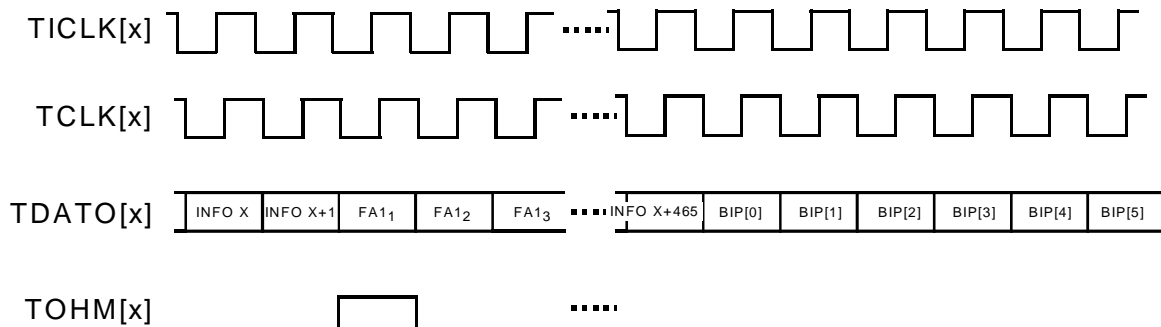 TICLK[x]
TCLK[x]
TDATO[x] INFO X INFO X+1 FA1₁ FA1₂ FA1₃ INFO X+465 BIP[0] BIP[1] BIP[2] BIP[3] BIP[4] BIP[5]
TOHM[x]